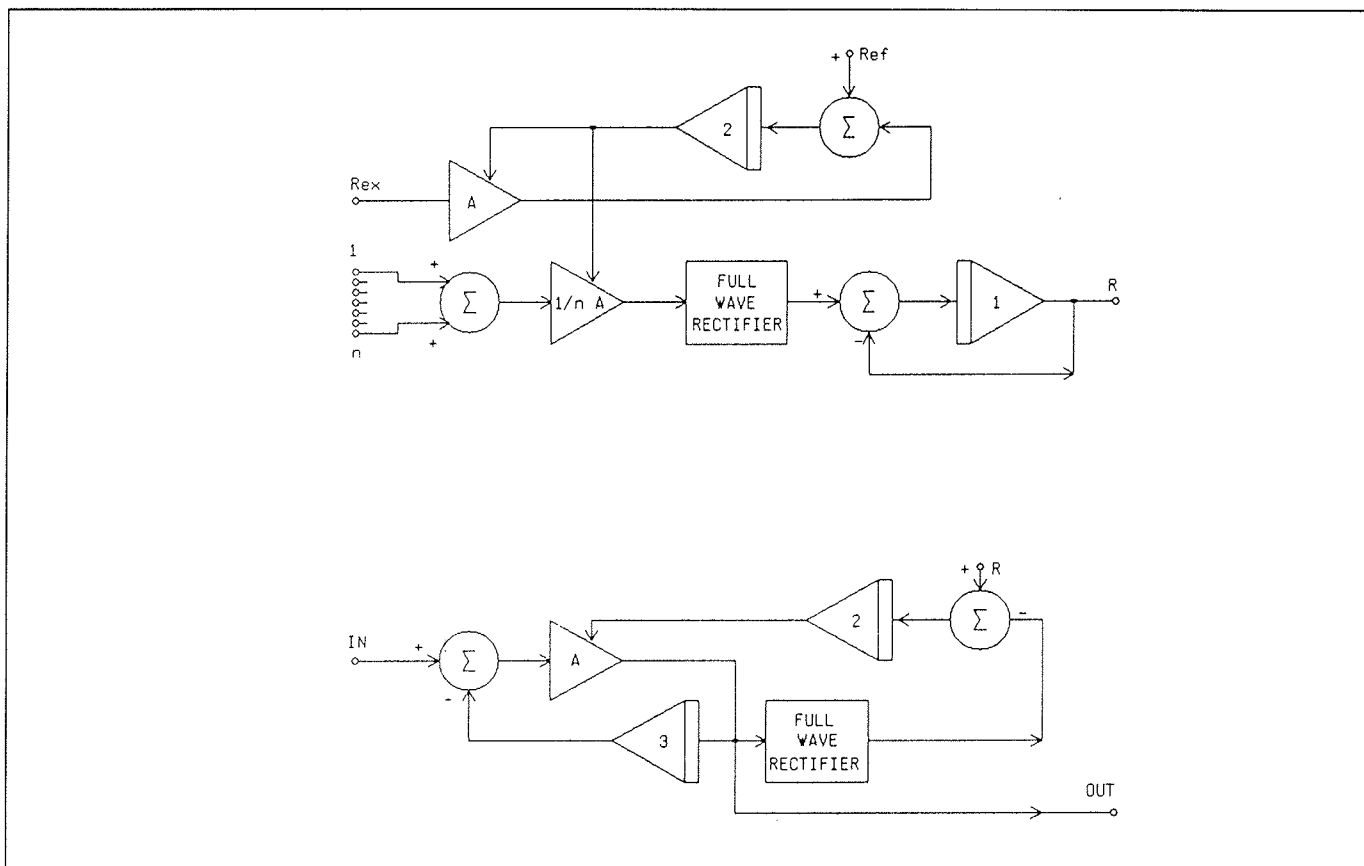 + Ref
2
Σ
Rex
A
1
+
Σ
+
n
1/n A
FULL
WAVE
RECTIFIER
+
Σ
-
1
R
+ R
2
Σ
-
IN
+
Σ
-
A
3
FULL
WAVE
RECTIFIER
OUT